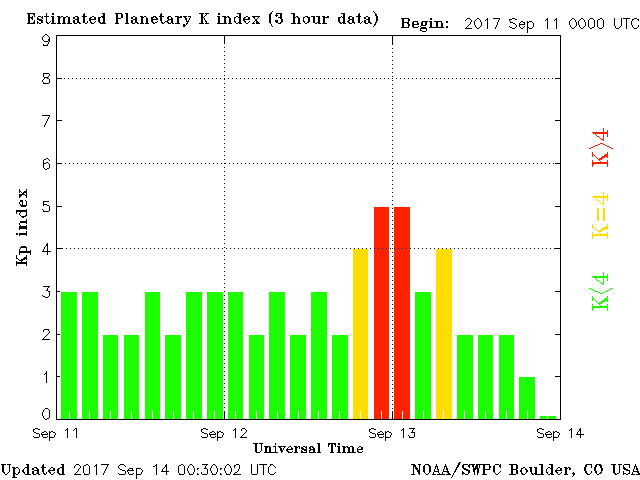 Estimated Planetary K index (3 hour data) Begin: 2017 Sep 11 0000 UTC
9
8
7
6
5
4
3
2
1
0
Kp index
K>4
K=4
K<4
Sep 11 Sep 12 Sep 13 Sep 14
Universal Time
Updated 2017 Sep 14 00:30:02 UTC NOAA/SWPC Boulder, CO USA